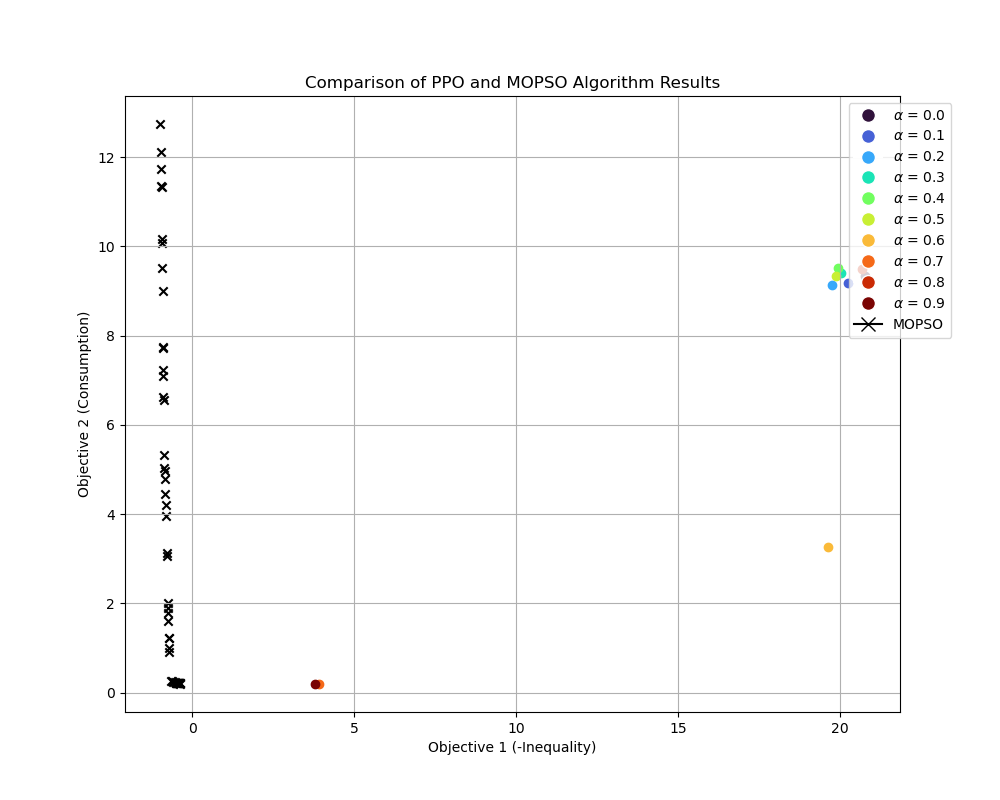 Comparison of PPO and MOPSO Algorithm Results
12
10
8
6
4
2
0
Objective 2 (Consumption)
0 5 10 15 20
Objective 1 (-Inequality)
α = 0.0
α = 0.1
α = 0.2
α = 0.3
α = 0.4
α = 0.5
α = 0.6
α = 0.7
α = 0.8
α = 0.9
MOPSO